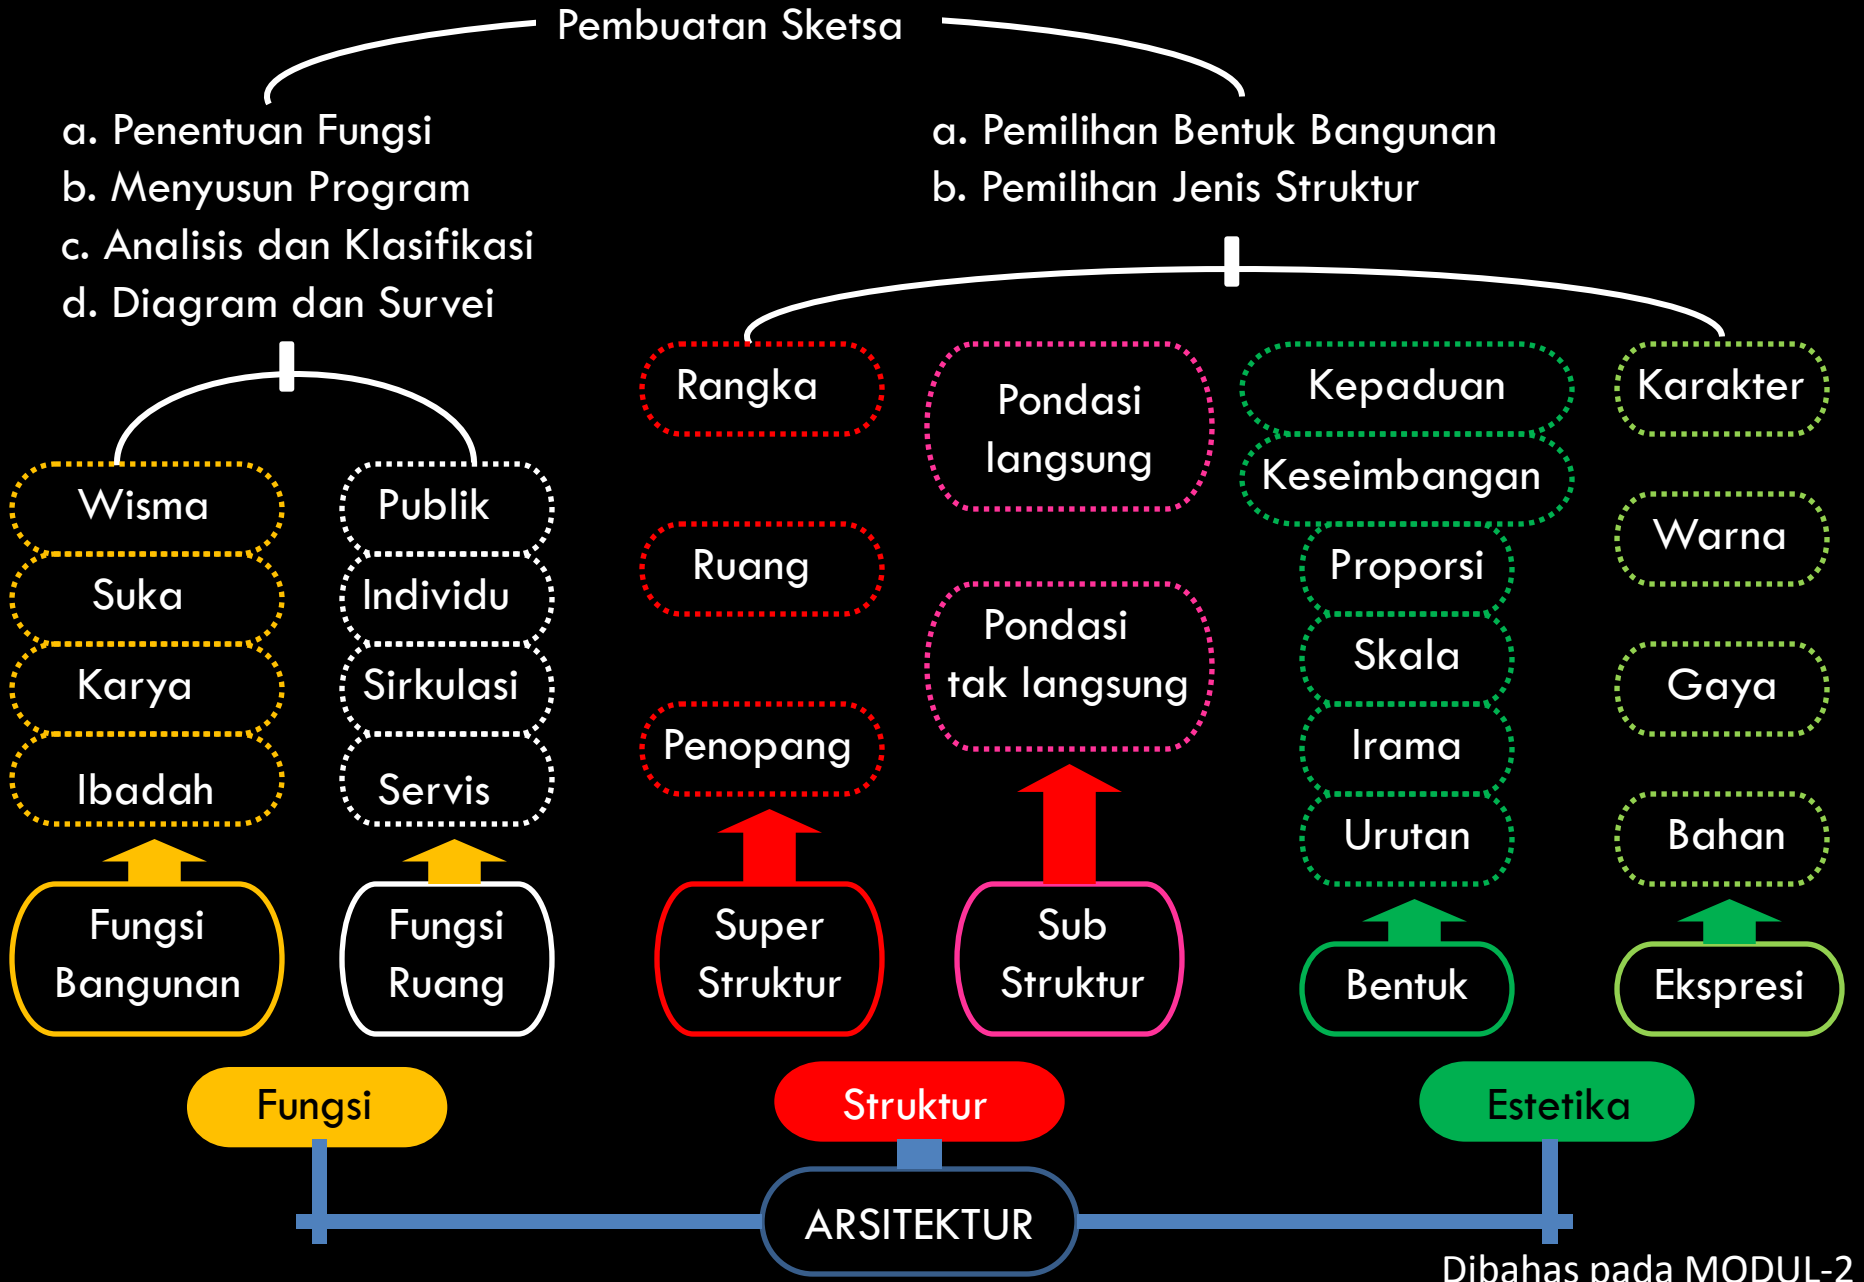 Pembuatan Sketsa
a. Penentuan Fungsi
b. Menyusun Program
c. Analisis dan Klasifikasi
d. Diagram dan Survei
a. Pemilihan Bentuk Bangunan
b. Pemilihan Jenis Struktur
Wisma
Suka
Karya
Ibadah
Fungsi
Bangunan
Publik
Individu
Sirkulasi
Servis
Fungsi
Ruang
Rangka
Ruang
Penopang
Super
Struktur
Pondasi
langsung
Pondasi
tak langsung
Sub
Struktur
Kepaduan
Keseimbangan
Proporsi
Skala
Irama
Urutan
Bentuk
Karakter
Warna
Gaya
Bahan
Ekspresi
Fungsi
Struktur
Estetika
ARSITEKTUR
Dibahas pada MODUL-2